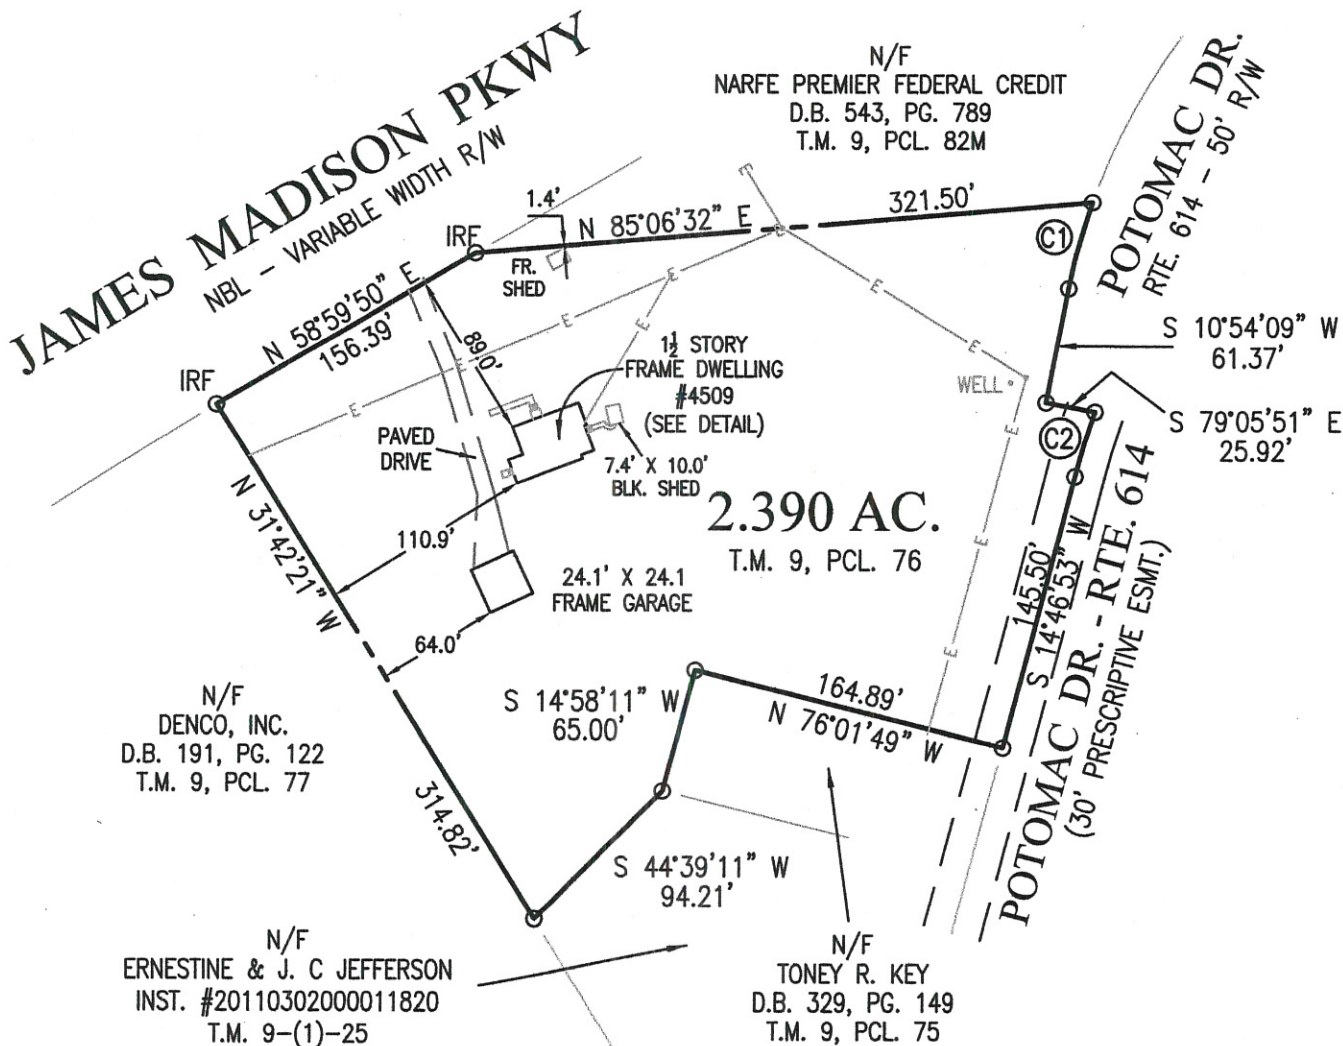 JAMES MADISON PKWY
NBL – VARIABLE WIDTH R/W
N/F
NARFE PREMIER FEDERAL CREDIT
D.B. 543, PG. 789
T.M. 9, PCL. 82M
POTOMAC DR.
RTE. 614 – 50' R/W
1.4'
N 85°06'32" E
321.50'
IRF
FR.
SHED
C1
N 58°59'50" E
156.39'
IRF
89.0'
1½ STORY
FRAME DWELLING
#4509
(SEE DETAIL)
WELL
S 10°54'09" W
61.37'
S 79°05'51" E
25.92'
C2
PAVED
DRIVE
7.4' X 10.0'
BLK. SHED
2.390 AC.
T.M. 9, PCL. 76
N 31°42'21" W
314.82'
110.9'
24.1' X 24.1
FRAME GARAGE
64.0'
145.50'
S 14°46'53" W
POTOMAC DR. - RTE. 614
(30' PRESCRIPTIVE ESMT.)
S 14°58'11" W
65.00'
164.89'
N 76°01'49" W
N/F
DENCO, INC.
D.B. 191, PG. 122
T.M. 9, PCL. 77
S 44°39'11" W
94.21'
N/F
ERNESTINE & J. C JEFFERSON
INST. #20110302000011820
T.M. 9-(1)-25
N/F
TONEY R. KEY
D.B. 329, PG. 149
T.M. 9, PCL. 75
E
E
E
E
E
E
E
E
E
E
E